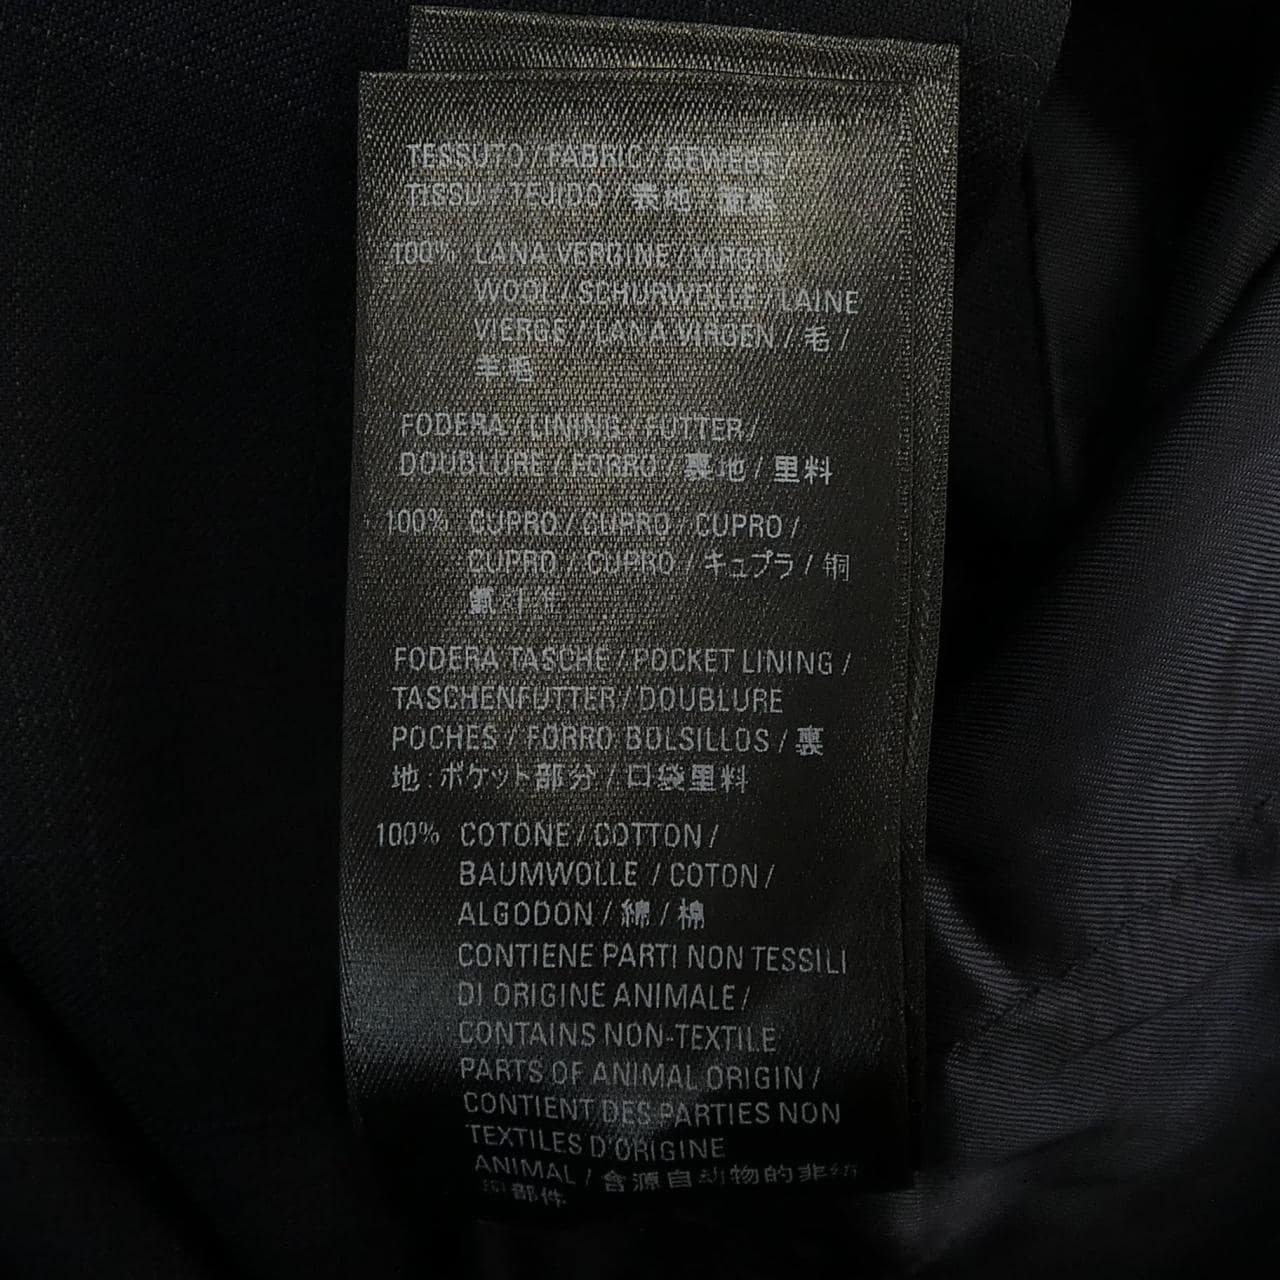 TESSUTO / FABRIC / GEWEBE /
TISSU / TEJIDO / 表地 / 面料
100% LANA VERGINE / VIRGIN
WOOL / SCHURWOLLE / LAINE
VIERGE / LANA VIRGEN / 毛 /
羊毛
FODERA / LINING / FUTTER /
DOUBLURE / FORRO / 裏地 / 里料
100% CUPRO / CUPRO / CUPRO /
CUPRO / CUPRO / キュプラ / 铜
FODERA TASCHE / POCKET LINING /
TASCHENFUTTER / DOUBLURE
POCHES / FORRO BOLSILLOS / 裏
地:ポケット部分 / 口袋里料
100% COTONE / COTTON /
BAUMWOLLE / COTON /
ALGODON / 綿 / 棉
CONTIENE PARTI NON TESSILI
DI ORIGINE ANIMALE /
CONTAINS NON-TEXTILE
PARTS OF ANIMAL ORIGIN /
CONTIENT DES PARTIES NON
TEXTILES D'ORIGINE
ANIMAL / 含源自动物的非纺
部件